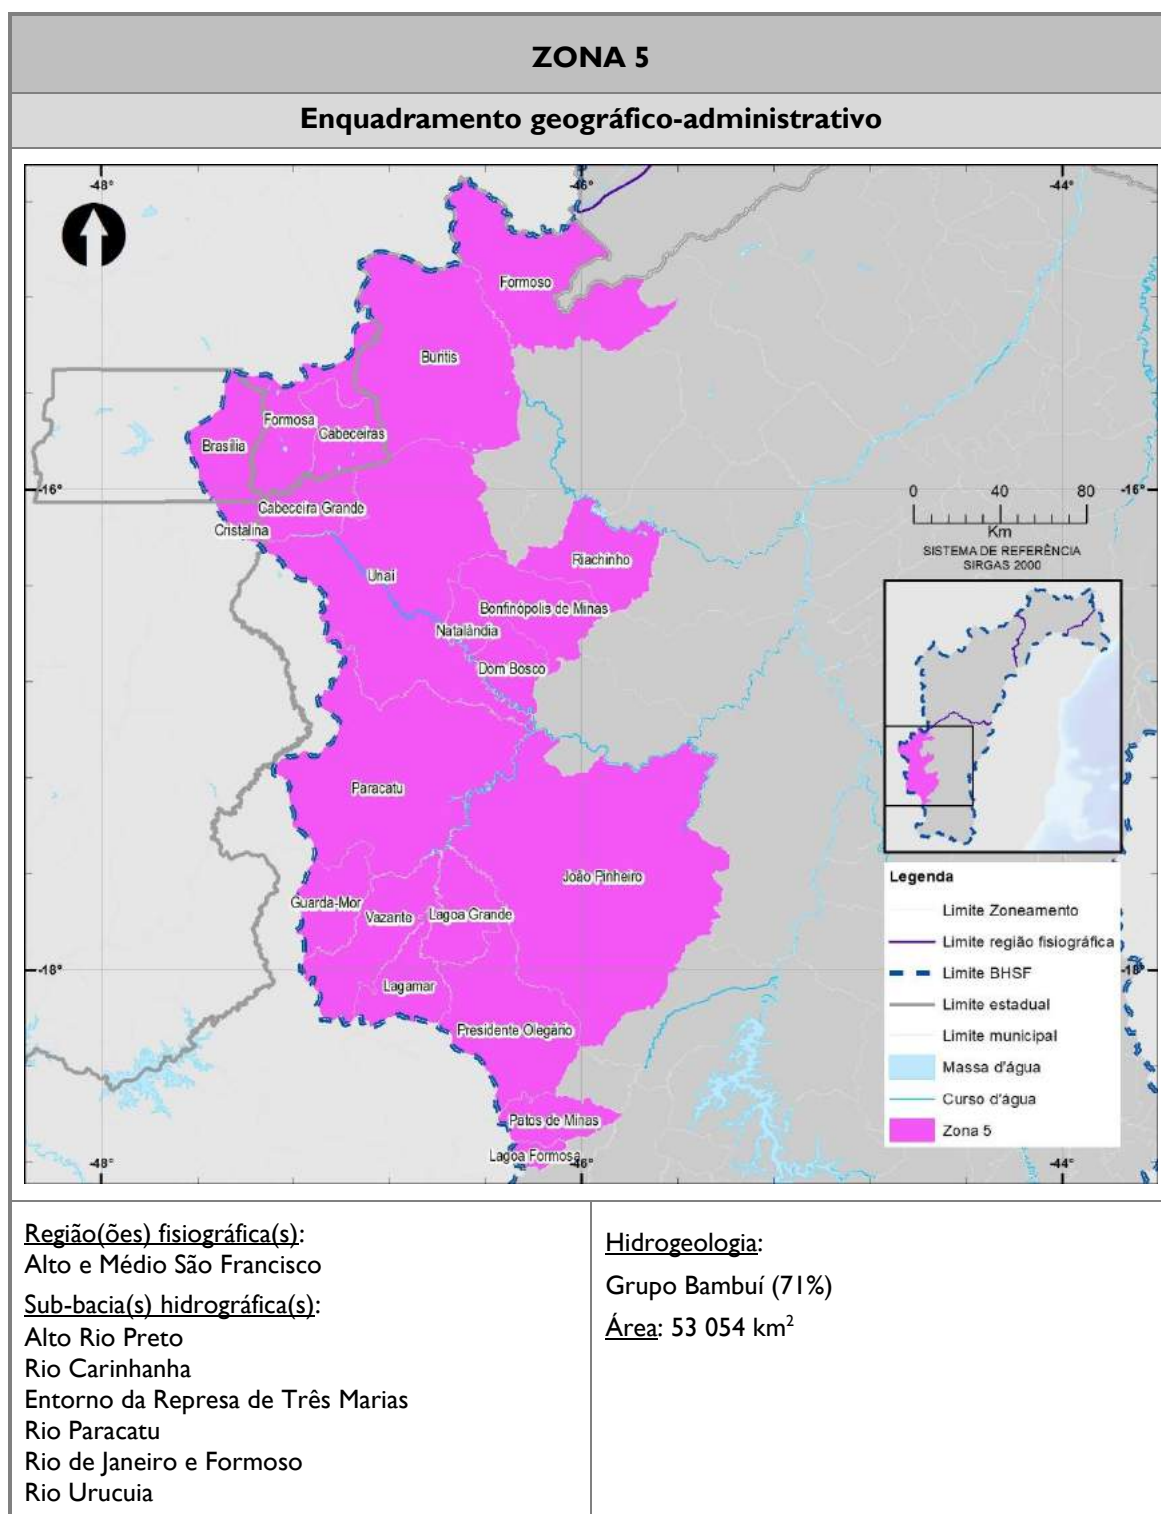 ZONA 5
Enquadramento geográfico-administrativo
-48°
-46°
-44°
Formoso
Buritis
Formosa
Cabeceiras
Brasília
-16°
0 40 80
-16°
Km
SISTEMA DE REFERÊNCIA
SIRGAS 2000
Cabeceira Grande
Cristalina
Riachinho
Unaí
Bonfinópolis de Minas
Natalândia
Dom Bosco
Paracatu
João Pinheiro
Guarda-Mor
Vazante
Lagoa Grande
-18°
-18°
Lagamar
Presidente Olegário
Patos de Minas
Lagoa Formosa
-48°
-46°
-44°
Legenda
Limite Zoneamento
Limite região fisiográfica
Limite BHSF
Limite estadual
Limite municipal
Massa d'água
Curso d'água
Zona 5
Região(ões) fisiográfica(s):
Alto e Médio São Francisco
Sub-bacia(s) hidrográfica(s):
Alto Rio Preto
Rio Carinhanha
Entorno da Represa de Três Marias
Rio Paracatu
Rio de Janeiro e Formoso
Rio Urucuia
Hidrogeologia:
Grupo Bambuí (71%)
Área: 53 054 km²